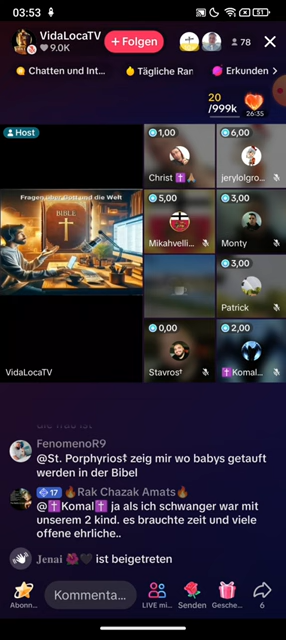 03:53
51
VidaLocaTV
9.0K
+ Folgen
78
Chatten und Int...
Tägliche Ran
Erkunden
20
/999k
26:35
Host
1,00
6,00
Christ
jerylolgro...
Fragen über Gott und die Welt
BIBLE
5,00
3,00
Mikahvelli...
Monty
3,00
Patrick
0,00
2,00
VidaLocaTV
Stavros†
Komal...
FenomenoR9
@St. Porphyrios☦ zeig mir wo babys getauft
werden in der Bibel
17 🔥Rak Chazak Amats🔥
@✝️Komal✝️ ja als ich schwanger war mit
unserem 2 kind. es brauchte zeit und viele
offene ehrliche..
Jenai 🌺🖤 ist beigetreten
Abonn...
Kommenta...
LIVE mi...
Senden
Gesche...
6